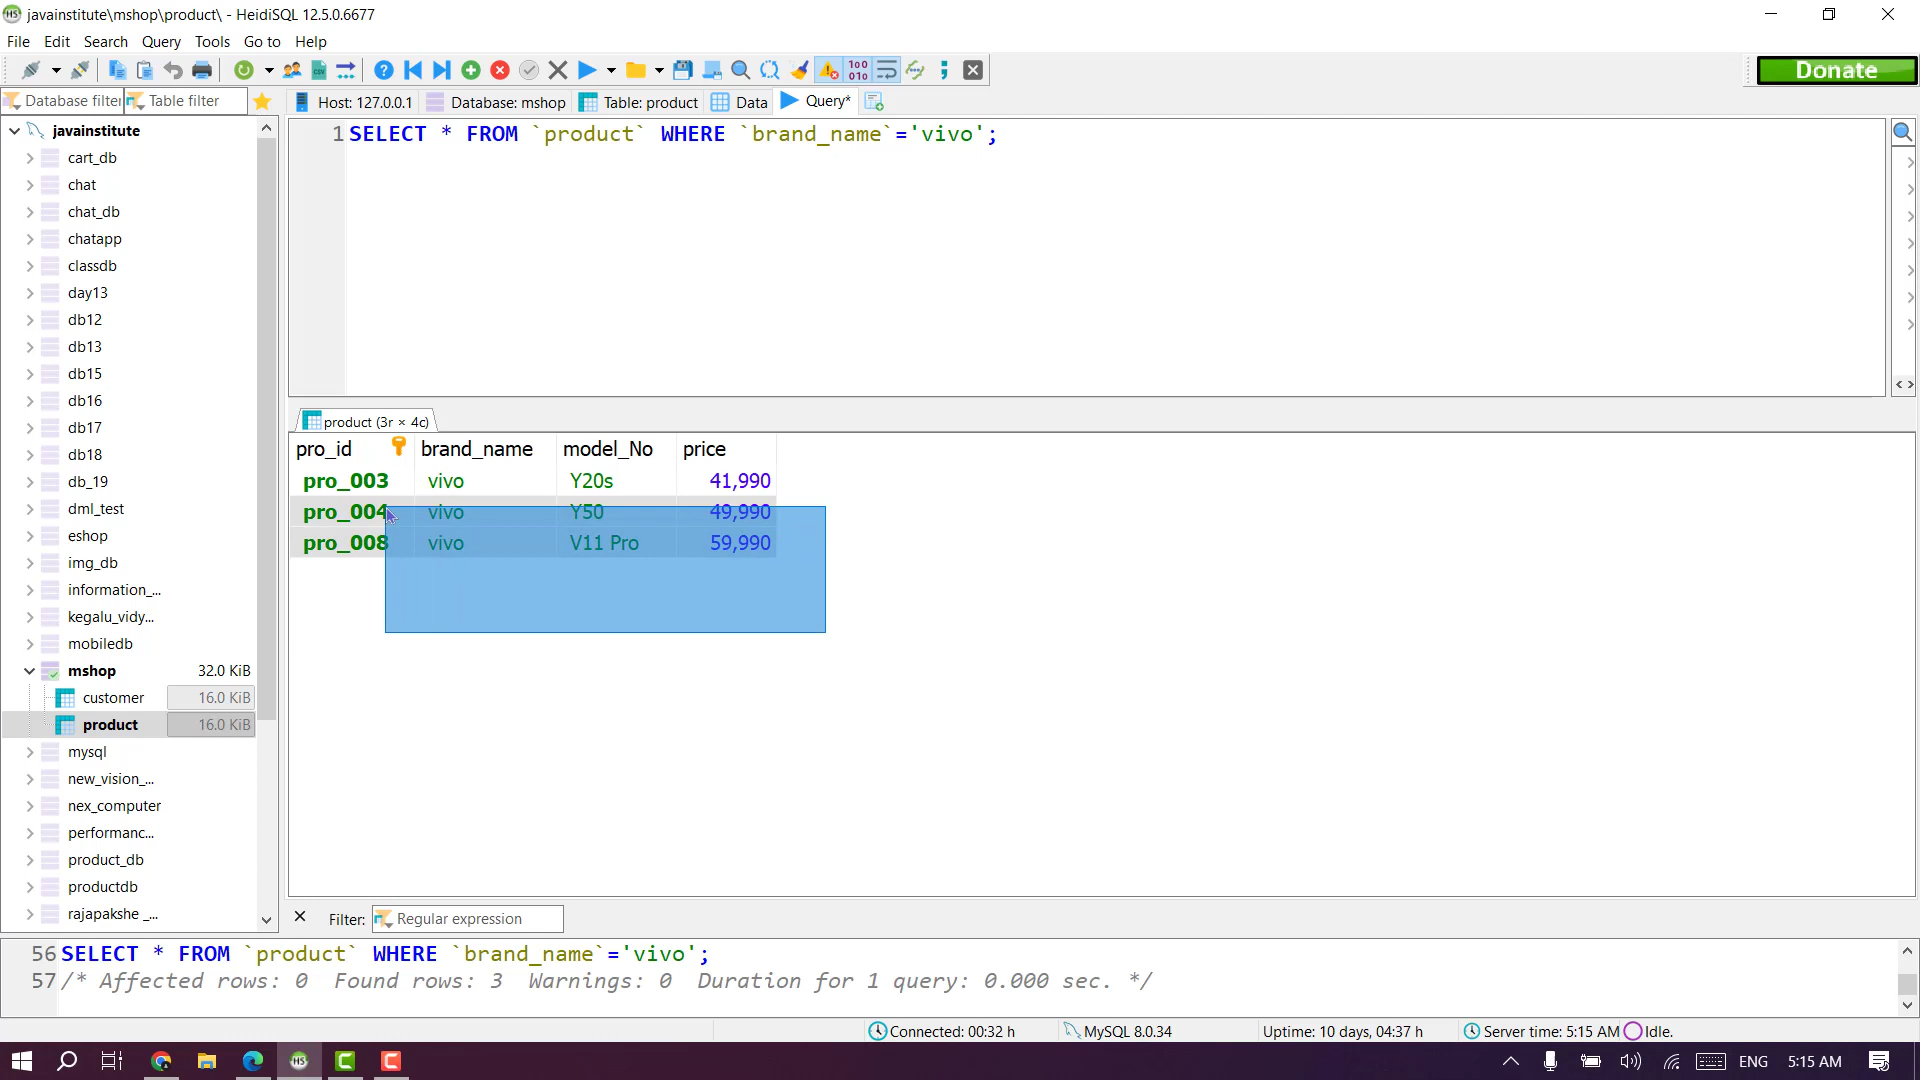 javainstitute\mshop\product\ - HeidiSQL 12.5.0.6677
File Edit Search Query Tools Go to Help
Donate
Database filter Table filter
Host: 127.0.0.1 Database: mshop Table: product Data Query*
javainstitute
cart_db
chat
chat_db
chatapp
classdb
day13
db12
db13
db15
db16
db17
db18
db_19
dml_test
eshop
img_db
information_...
kegalu_vidy...
mobiledb
mshop 32.0 KiB
customer 16.0 KiB
product 16.0 KiB
mysql
new_vision_...
nex_computer
performanc...
product_db
productdb
rajapakshe _...
1 SELECT * FROM `product` WHERE `brand_name`='vivo';
product (3r × 4c)
pro_id brand_name model_No price
pro_003 vivo Y20s 41,990
pro_004 vivo Y50 49,990
pro_008 vivo V11 Pro 59,990
Filter: Regular expression
56 SELECT * FROM `product` WHERE `brand_name`='vivo';
57 /* Affected rows: 0 Found rows: 3 Warnings: 0 Duration for 1 query: 0.000 sec. */
Connected: 00:32 h MySQL 8.0.34 Uptime: 10 days, 04:37 h Server time: 5:15 AM Idle.
ENG 5:15 AM